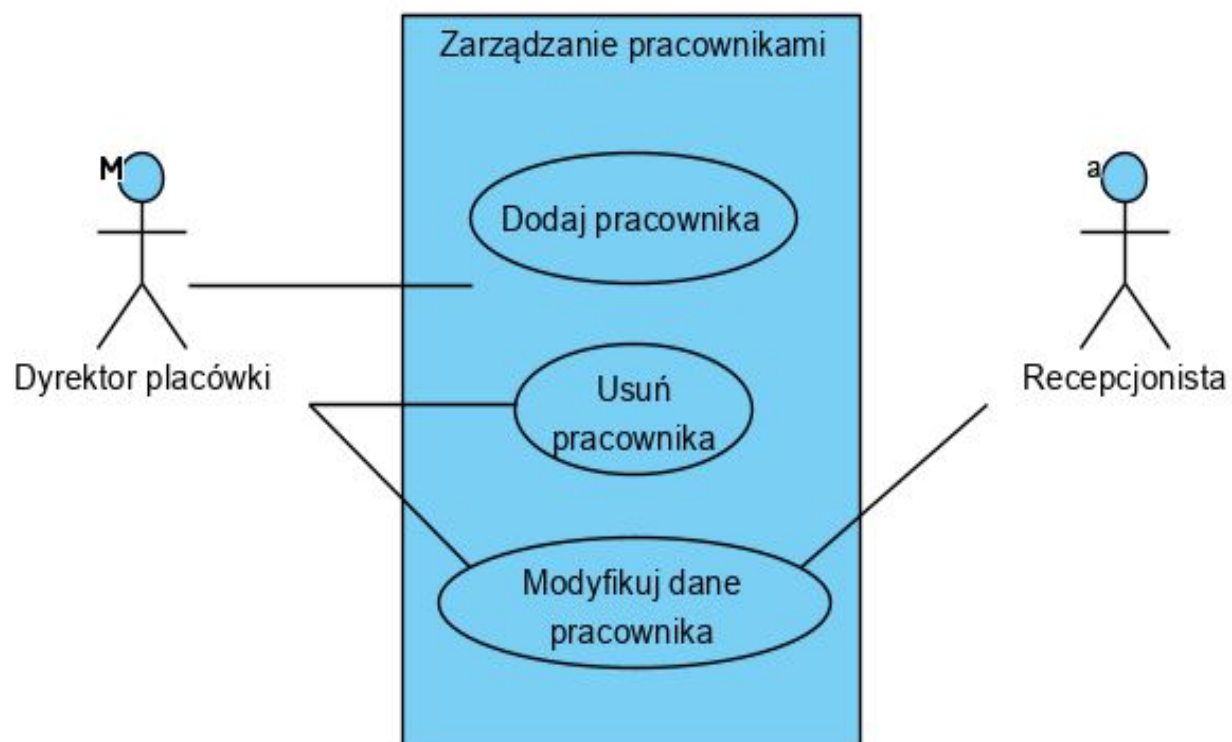 Zarządzanie pracownikami
M
a
Dodaj pracownika
Dyrektor placówki
Recepcjonista
Usuń
pracownika
Modyfikuj dane
pracownika